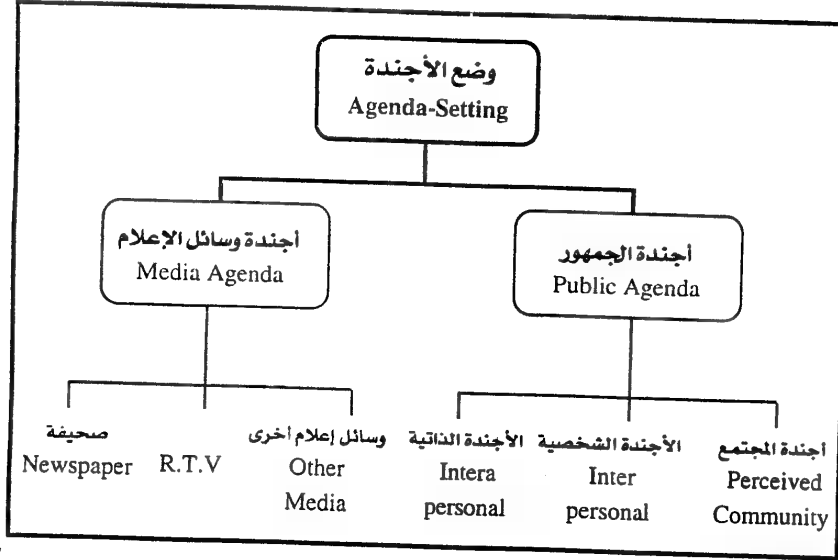 وضع الأجندة
Agenda-Setting
أجندة وسائل الإعلام
Media Agenda
أجندة الجمهور
Public Agenda
صحيفة
Newspaper
R.T.V
وسائل إعلام أخرى
Other
Media
الأجندة الذاتية
Intera
personal
الأجندة الشخصية
Inter
personal
أجندة المجتمع
Perceived
Community